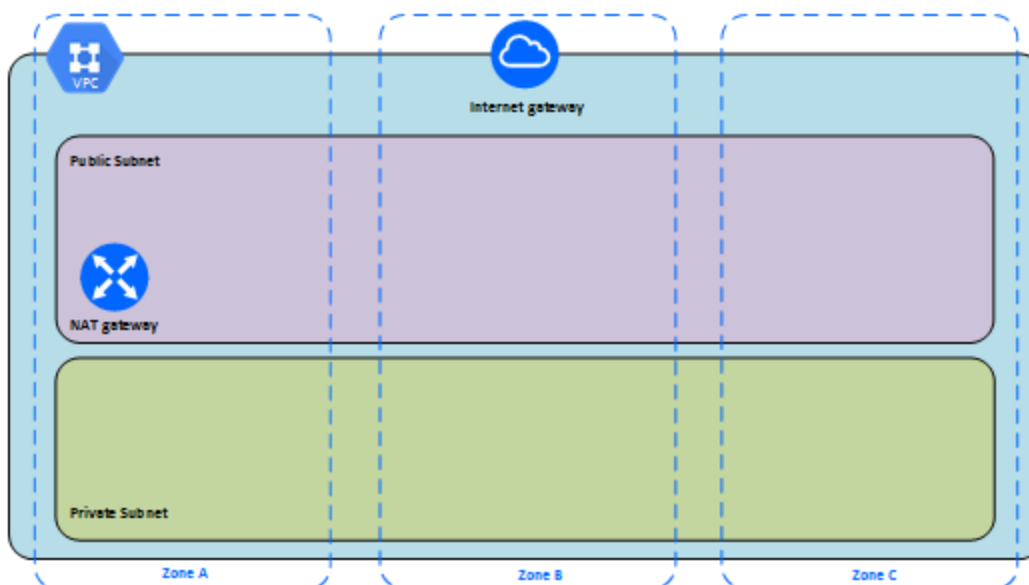 VPC
Internet gateway
Public Subnet
NAT gateway
Private Subnet
Zone A
Zone B
Zone C